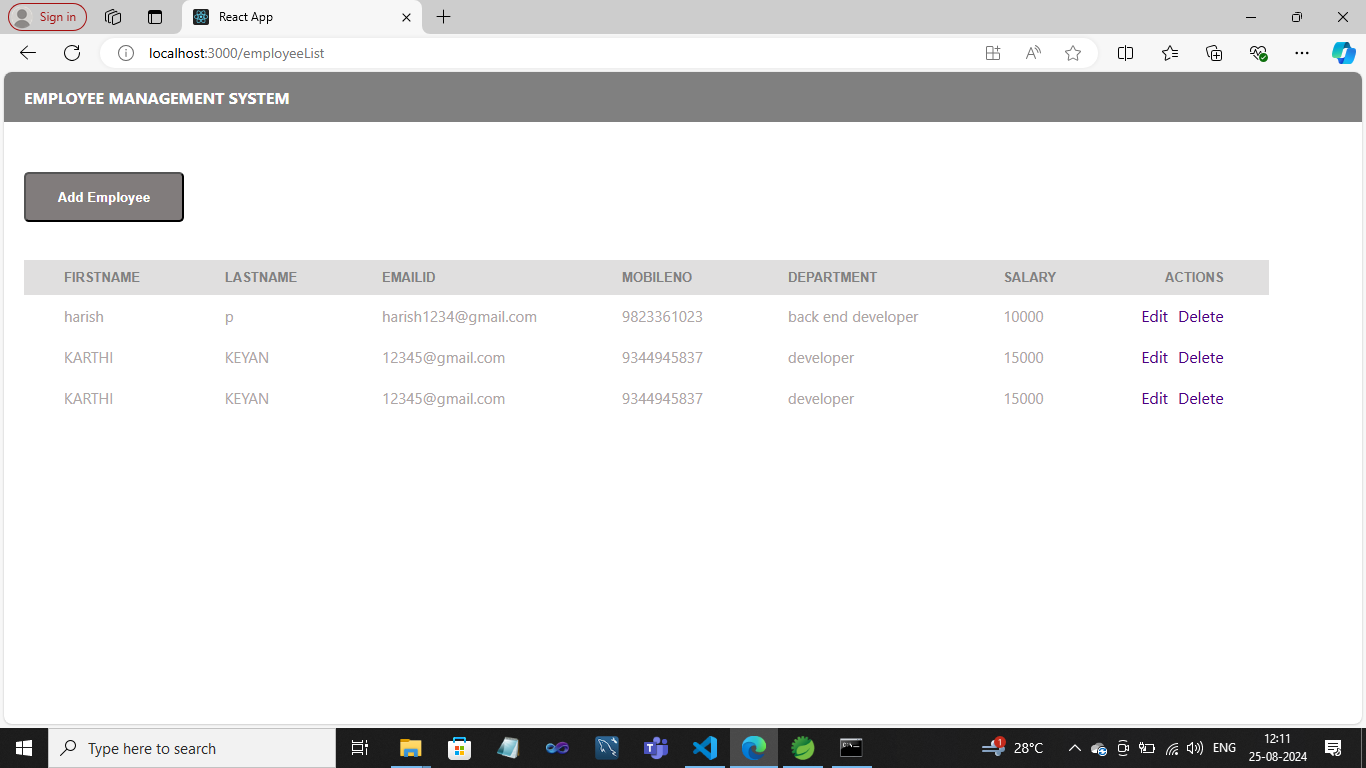 Sign in
React App
localhost:3000/employeeList
EMPLOYEE MANAGEMENT SYSTEM
Add Employee
FIRSTNAME LASTNAME EMAILID MOBILENO DEPARTMENT SALARY ACTIONS
harish p harish1234@gmail.com 9823361023 back end developer 10000 Edit Delete
KARTHI KEYAN 12345@gmail.com 9344945837 developer 15000 Edit Delete
KARTHI KEYAN 12345@gmail.com 9344945837 developer 15000 Edit Delete
Type here to search
1
28°C
ENG
12:11
25-08-2024